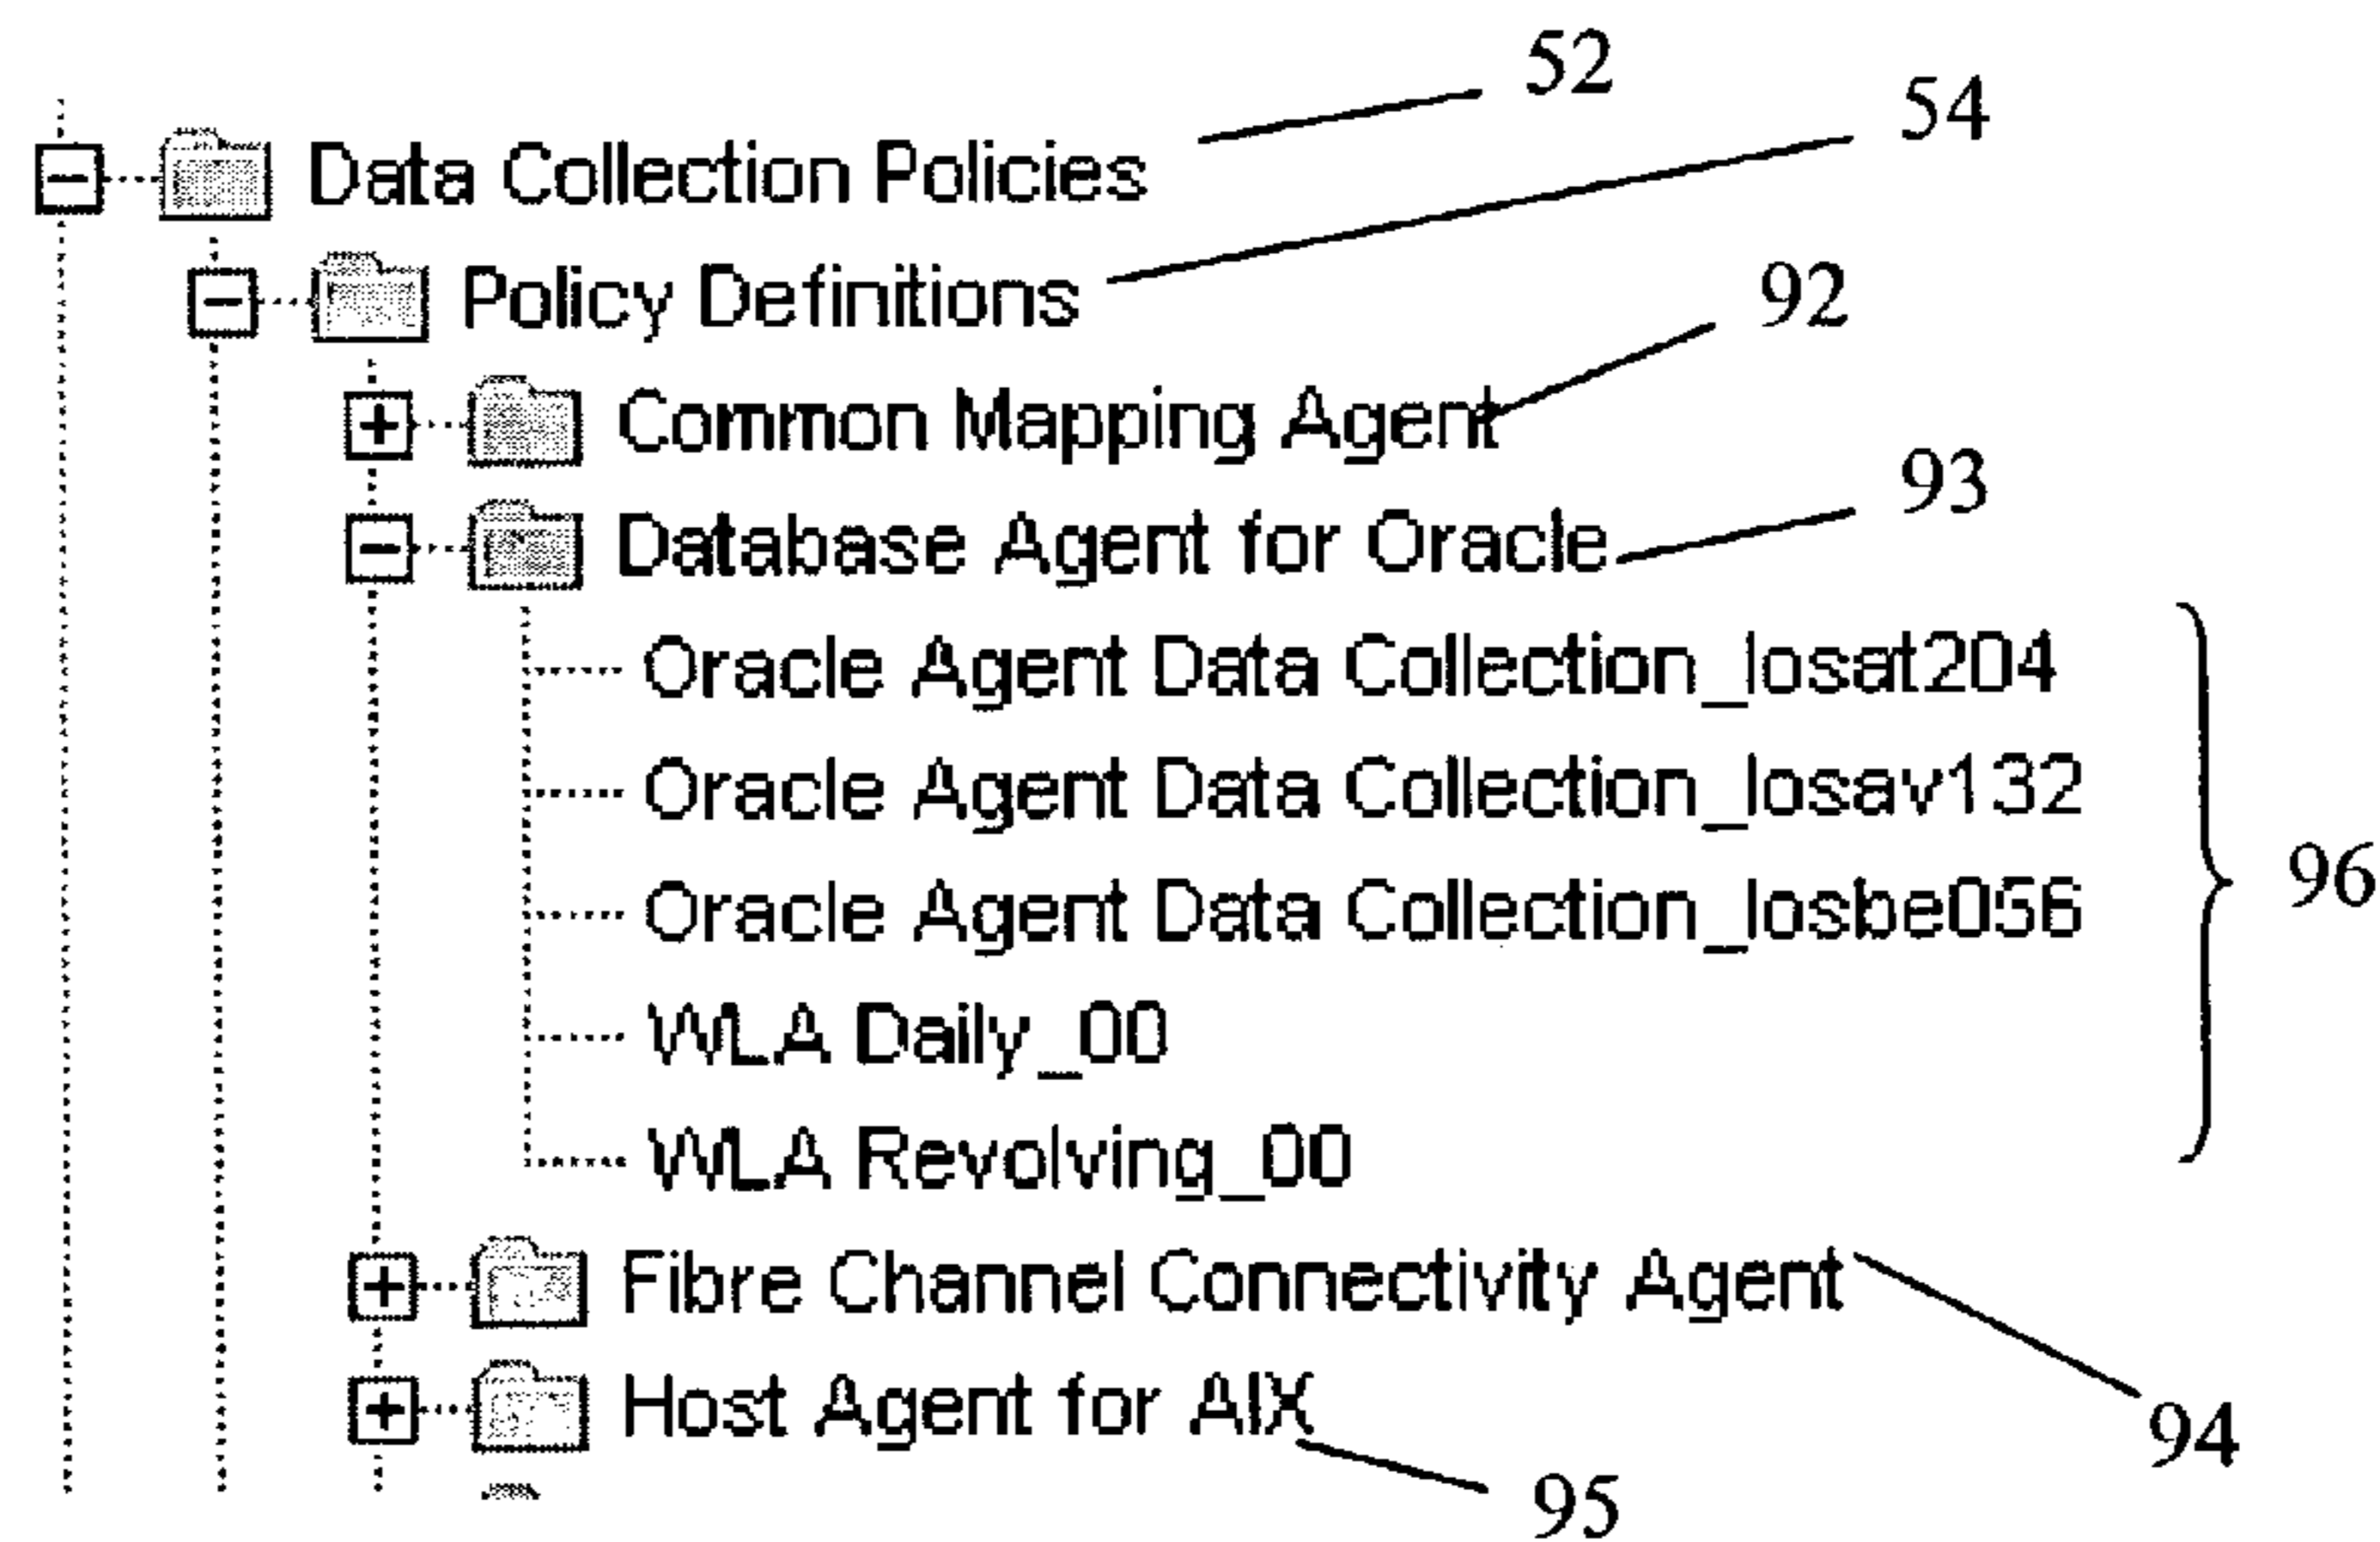 52
Data Collection Policies
54
Policy Definitions
92
Common Mapping Agent
93
Database Agent for Oracle
Oracle Agent Data Collection_losat204
Oracle Agent Data Collection_losav132
Oracle Agent Data Collection_losbe056
96
WLA Daily_00
WLA Revolving_00
Fibre Channel Connectivity Agent
94
Host Agent for AIX
95